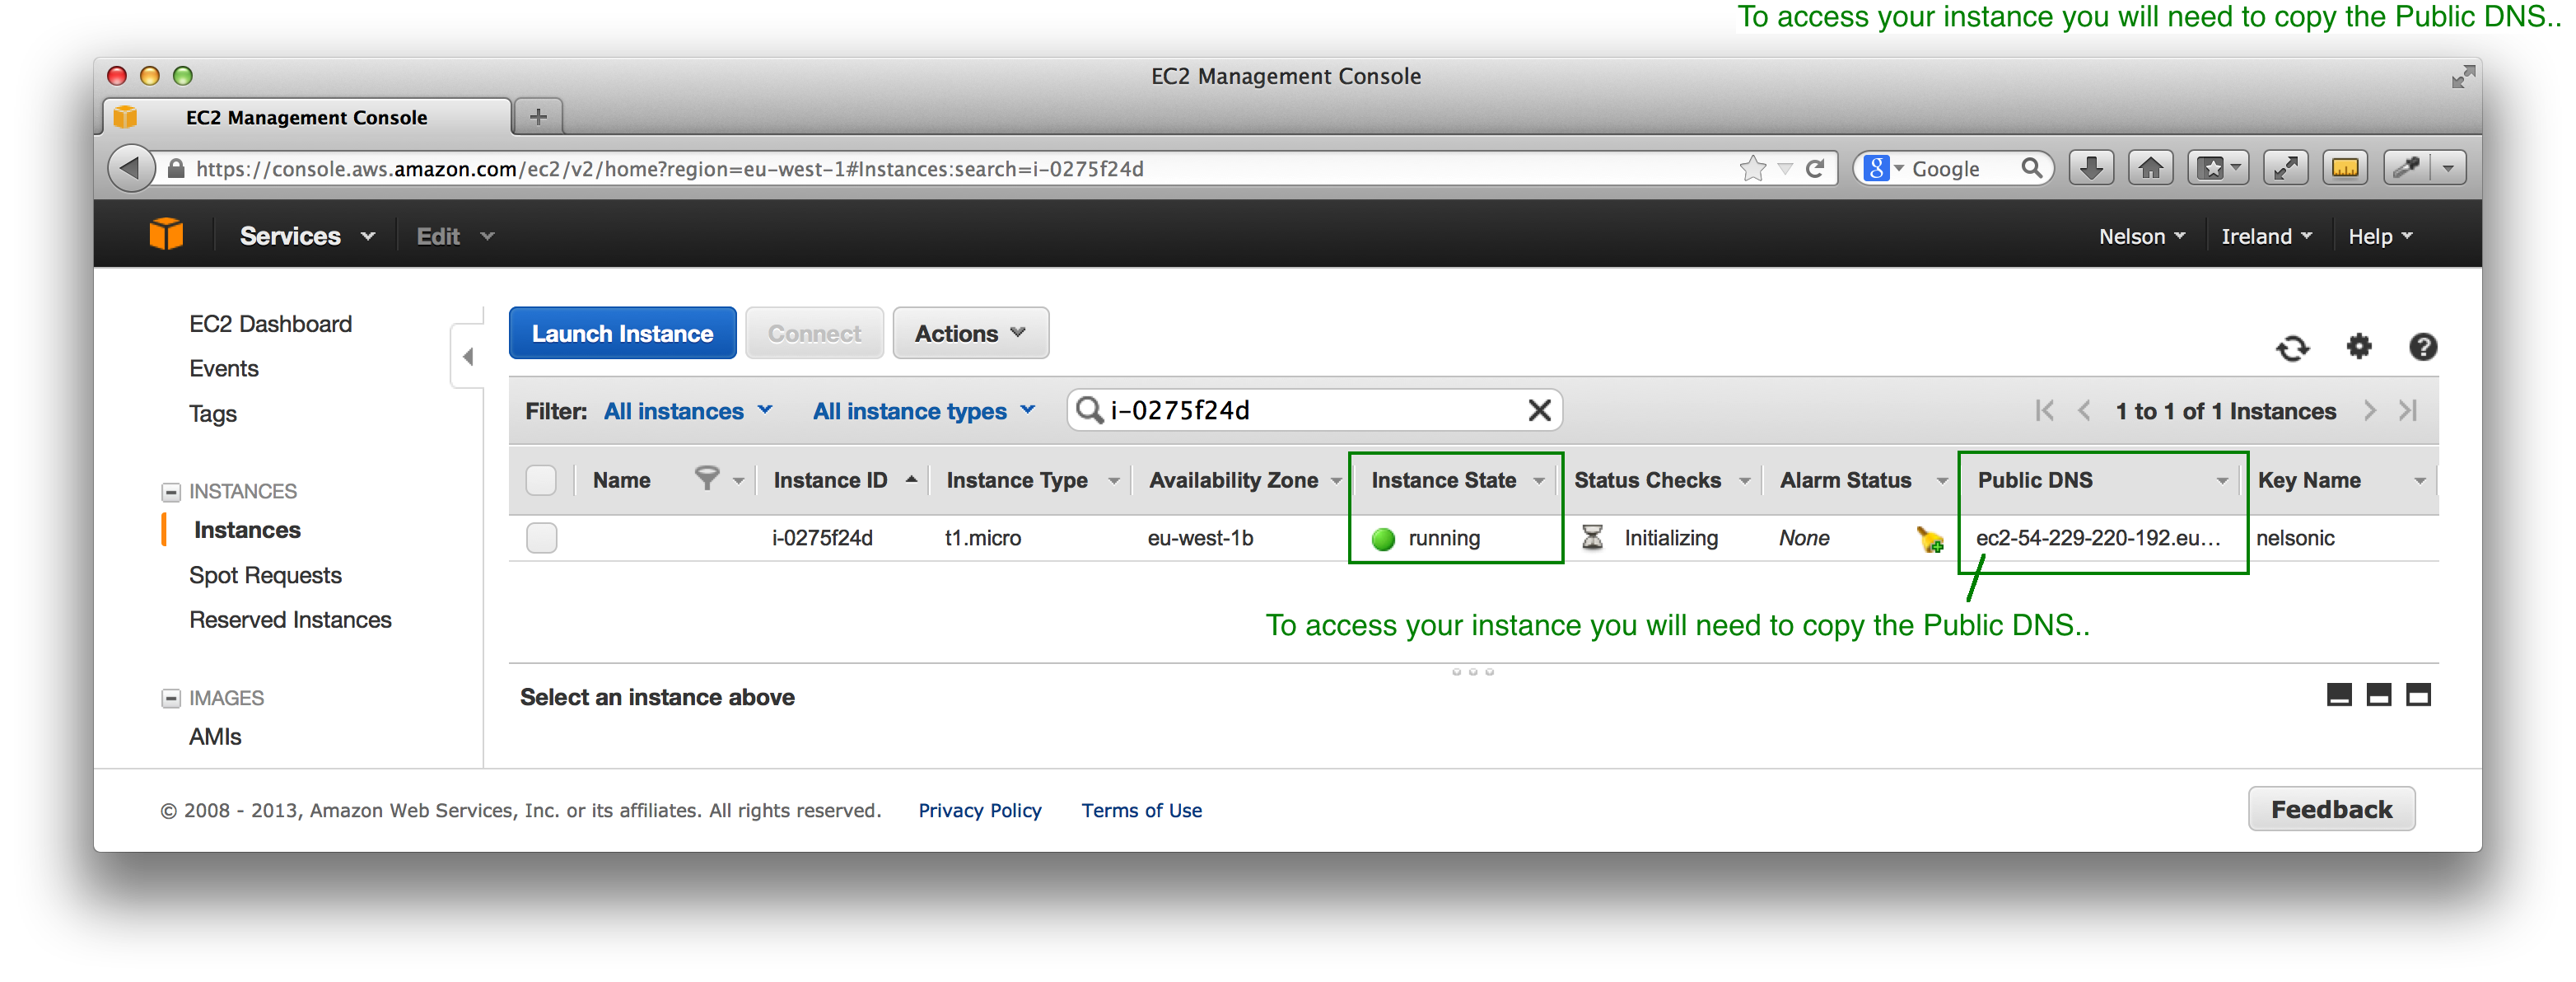 To access your instance you will need to copy the Public DNS..
EC2 Management Console
EC2 Management Console
https://console.aws.amazon.com/ec2/v2/home?region=eu-west-1#Instances:search=i-0275f24d
Google
Services Edit Nelson Ireland Help
EC2 Dashboard
Events
Tags
INSTANCES
Instances
Spot Requests
Reserved Instances
IMAGES
AMIs
Launch Instance Connect Actions
Filter: All instances All instance types i-0275f24d 1 to 1 of 1 Instances
Name Instance ID Instance Type Availability Zone Instance State Status Checks Alarm Status Public DNS Key Name
i-0275f24d t1.micro eu-west-1b running Initializing None ec2-54-229-220-192.eu... nelsonic
To access your instance you will need to copy the Public DNS..
Select an instance above
© 2008 - 2013, Amazon Web Services, Inc. or its affiliates. All rights reserved. Privacy Policy Terms of Use
Feedback